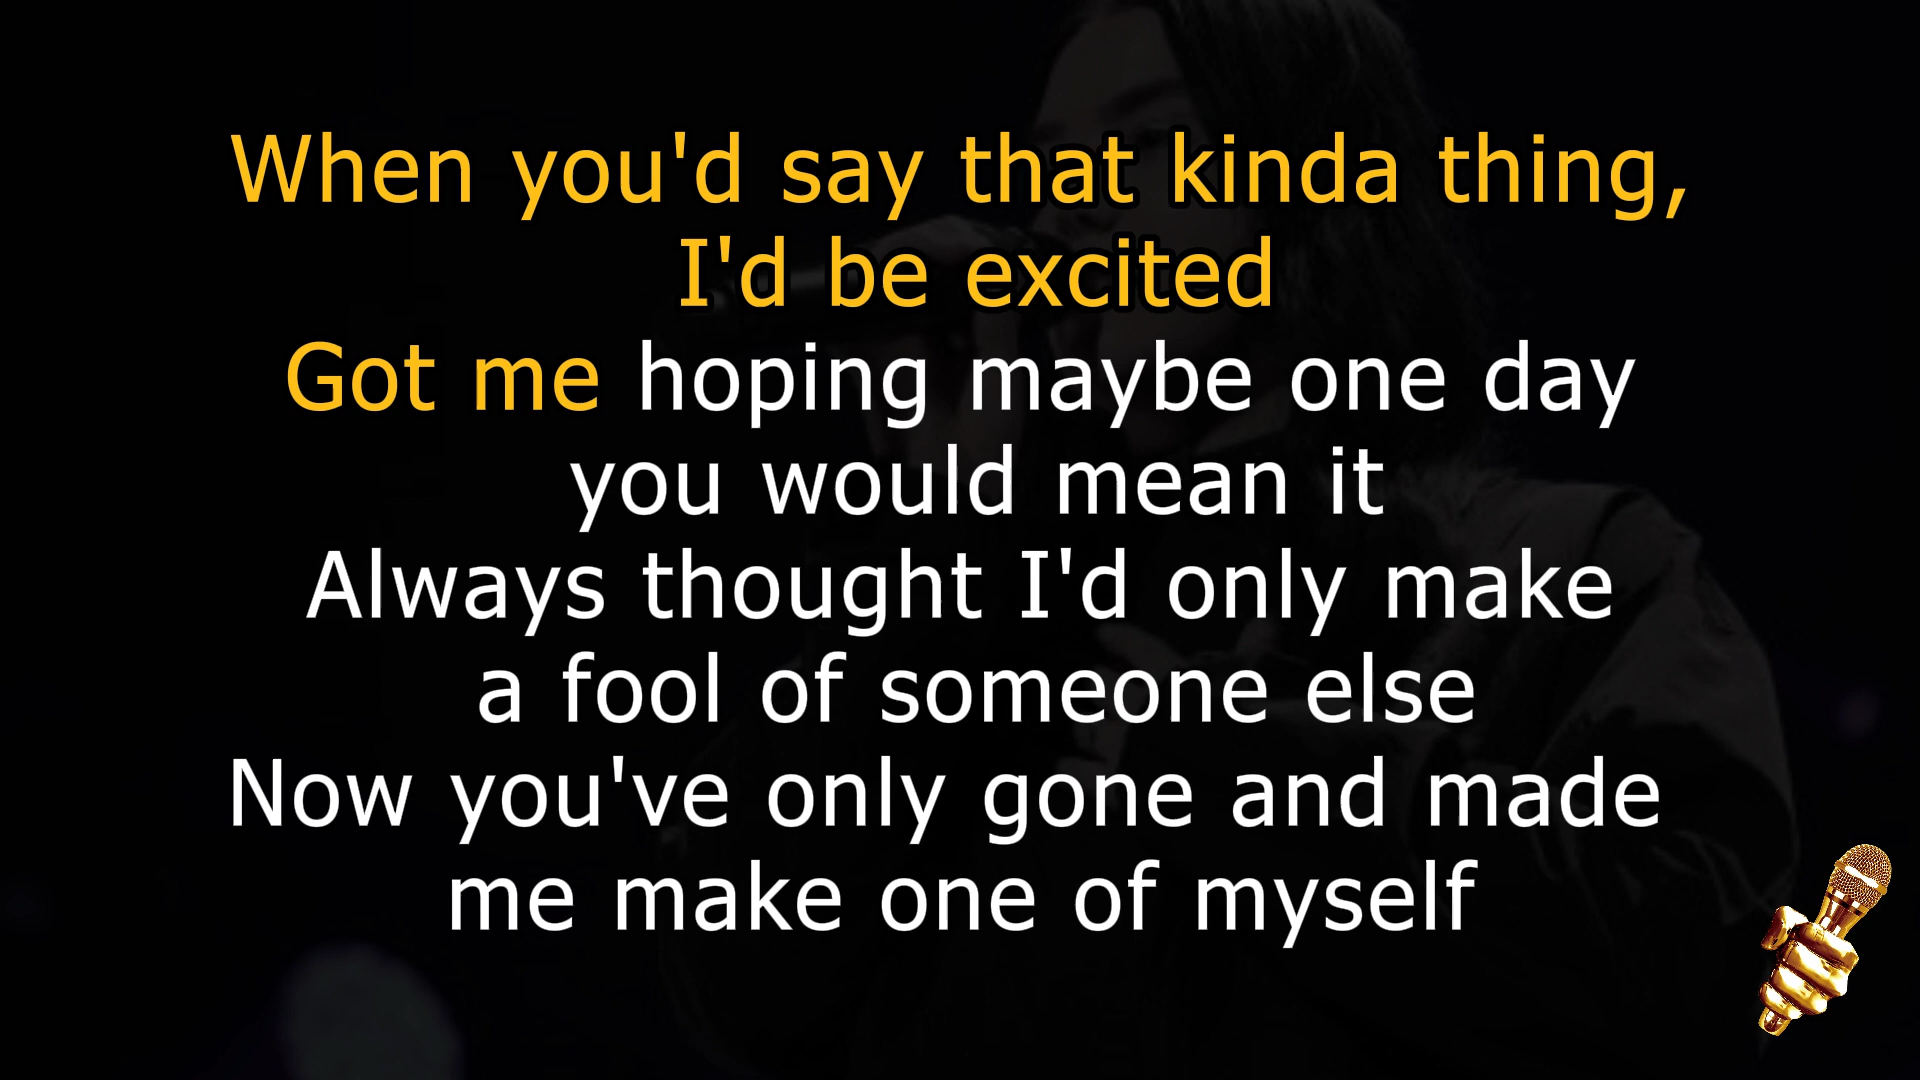 When you'd say that kinda thing,
I'd be excited
Got me hoping maybe one day
you would mean it
Always thought I'd only make
a fool of someone else
Now you've only gone and made
me make one of myself